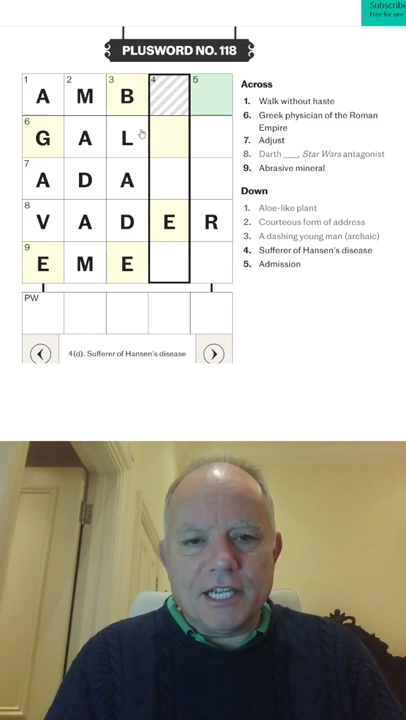 Subscribe
Free for one
PLUSWORD NO. 118
1 2 3 4 5
A M B
6
G A L
7
A D A
8
V A D E R
9
E M E
PW
4(d). Sufferer of Hansen's disease
Across
1. Walk without haste
6. Greek physician of the Roman
Empire
7. Adjust
8. Darth ___, Star Wars antagonist
9. Abrasive mineral
Down
1. Aloe-like plant
2. Courteous form of address
3. A dashing young man (archaic)
4. Sufferer of Hansen's disease
5. Admission